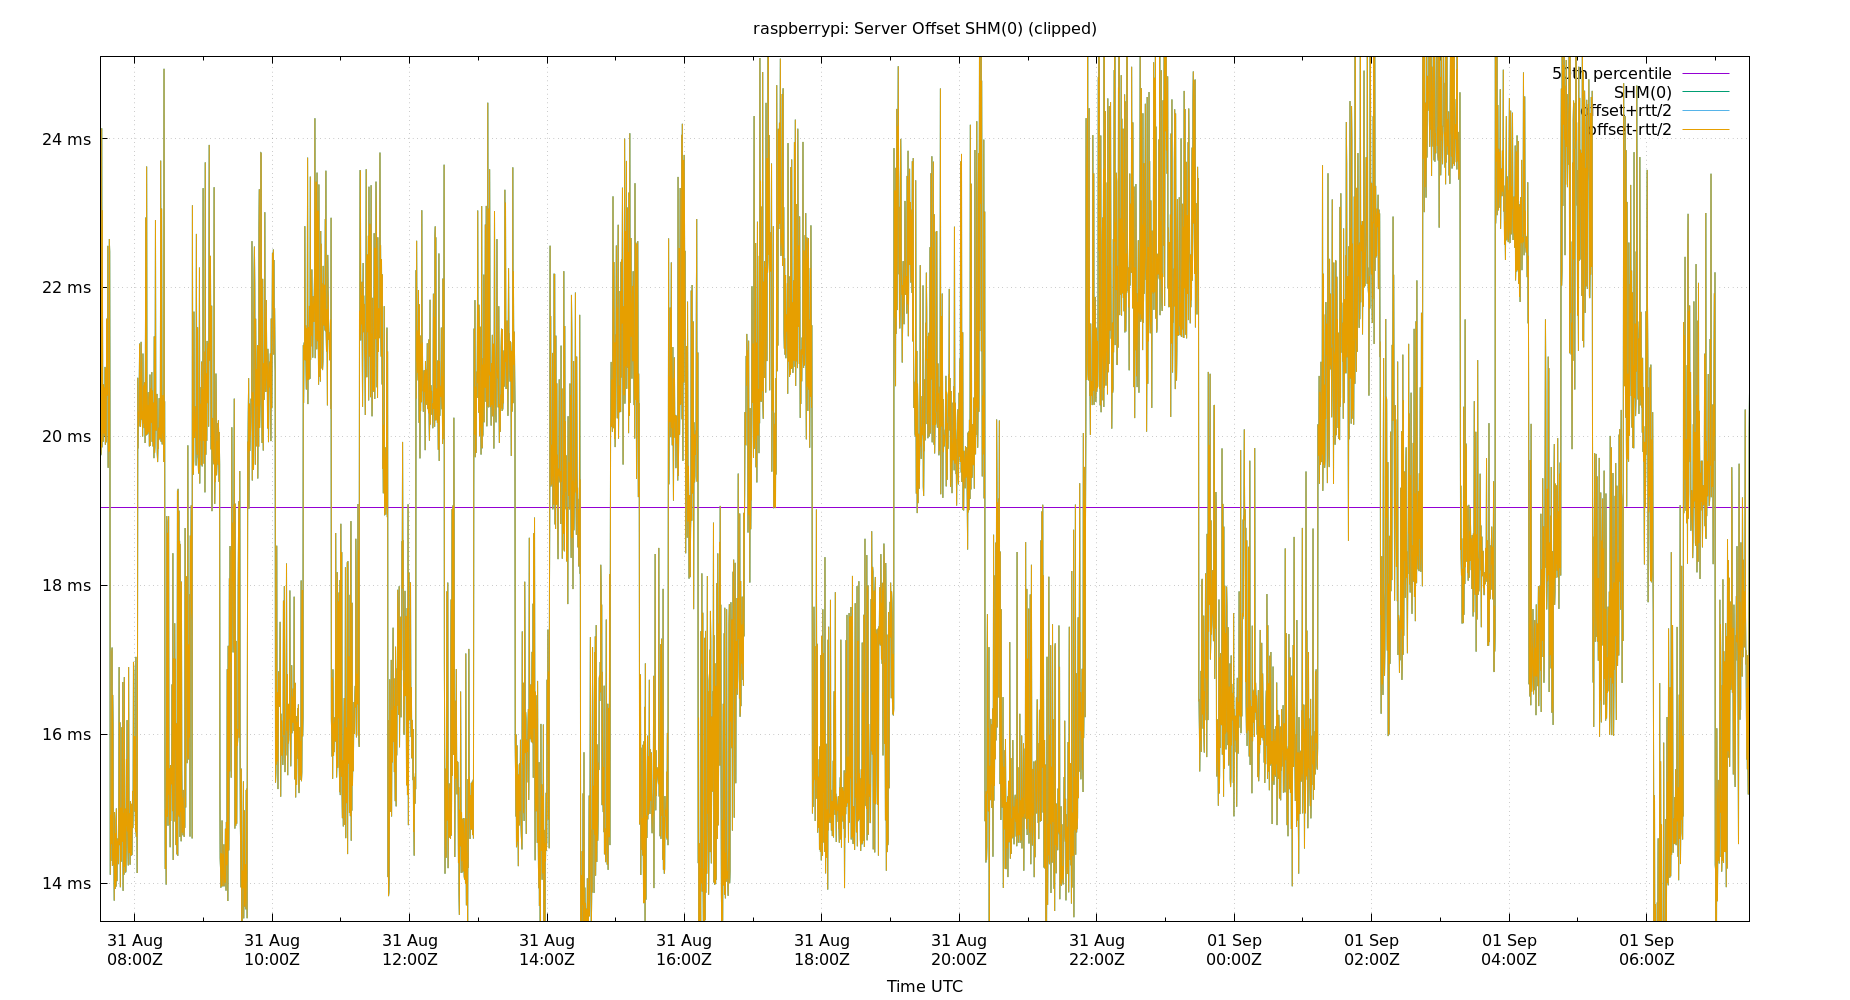 raspberrypi: Server Offset SHM(0) (clipped)
50th percentile
SHM(0)
offset+rtt/2
offset-rtt/2
24 ms
22 ms
20 ms
18 ms
16 ms
14 ms
31 Aug 31 Aug 31 Aug 31 Aug 31 Aug 31 Aug 31 Aug 31 Aug 01 Sep 01 Sep 01 Sep 01 Sep
08:00Z 10:00Z 12:00Z 14:00Z 16:00Z 18:00Z 20:00Z 22:00Z 00:00Z 02:00Z 04:00Z 06:00Z
Time UTC